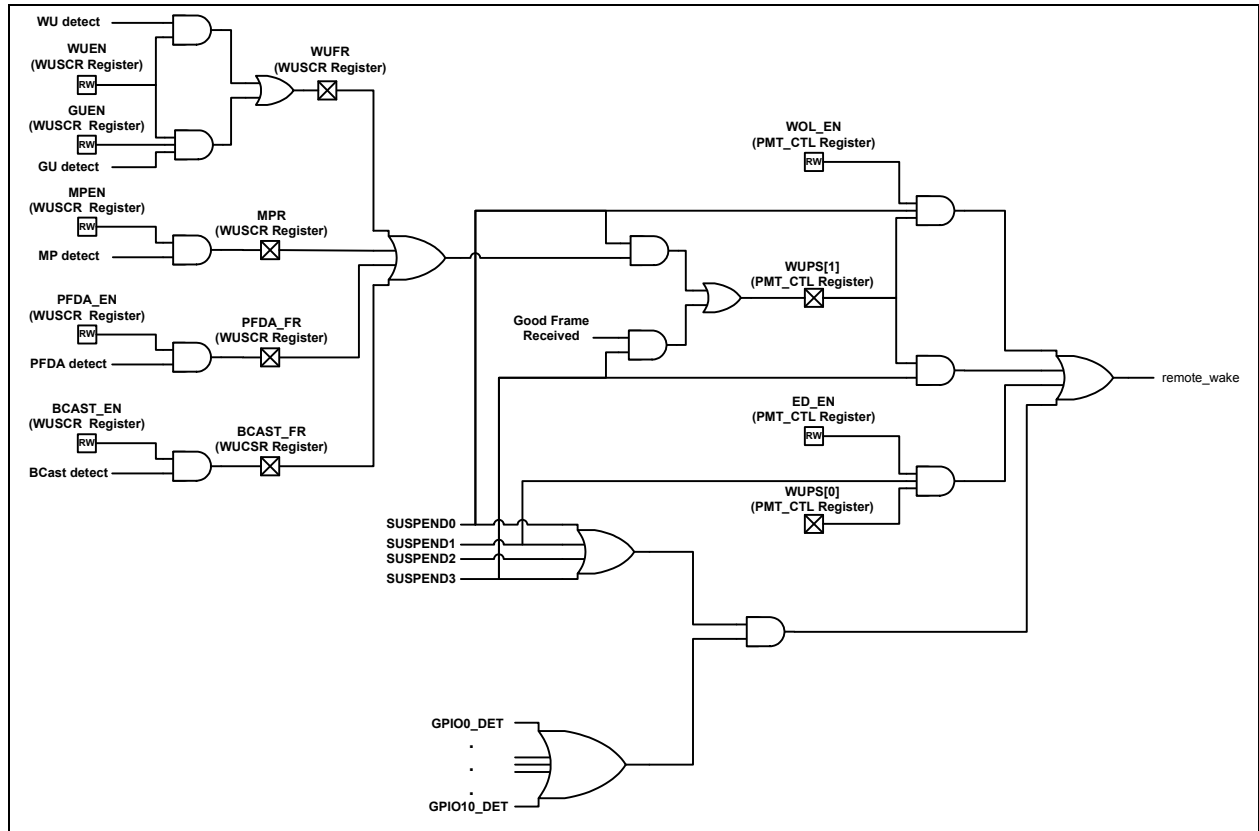 WU detect
WUEN
(WUSCR Register)
RW
GUEN
(WUSCR Register)
RW
GU detect
WUFR
(WUSCR Register)
MPEN
(WUSCR Register)
RW
MP detect
MPR
(WUSCR Register)
PFDA_EN
(WUSCR Register)
RW
PFDA detect
PFDA_FR
(WUSCR Register)
BCAST_EN
(WUSCR Register)
RW
BCast detect
BCAST_FR
(WUCSR Register)
WOL_EN
(PMT_CTL Register)
RW
WUPS[1]
(PMT_CTL Register)
Good Frame
Received
ED_EN
(PMT_CTL Register)
RW
WUPS[0]
(PMT_CTL Register)
remote_wake
SUSPEND0
SUSPEND1
SUSPEND2
SUSPEND3
GPIO0_DET
.
.
.
GPIO10_DET